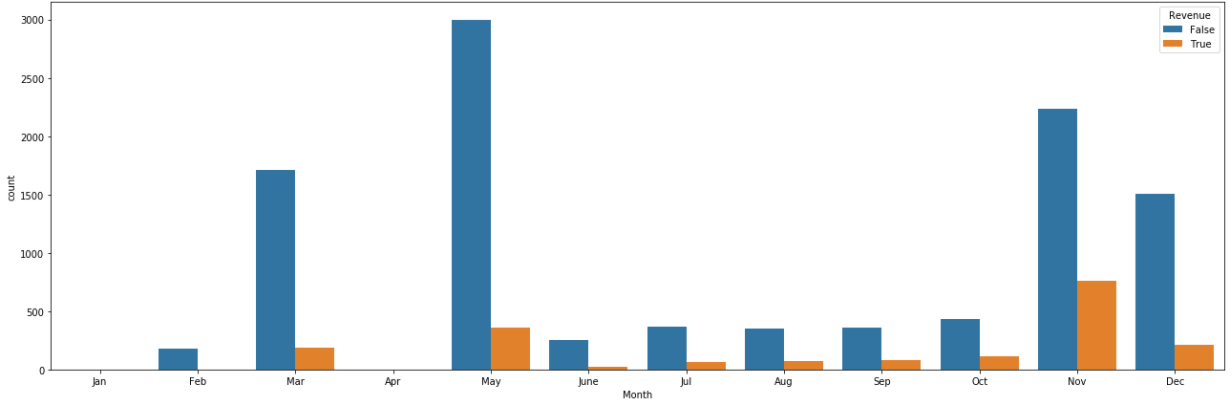 Revenue
False
True
3000
2500
2000
1500
1000
500
0
count
Jan Feb Mar Apr May June Jul Aug Sep Oct Nov Dec
Month